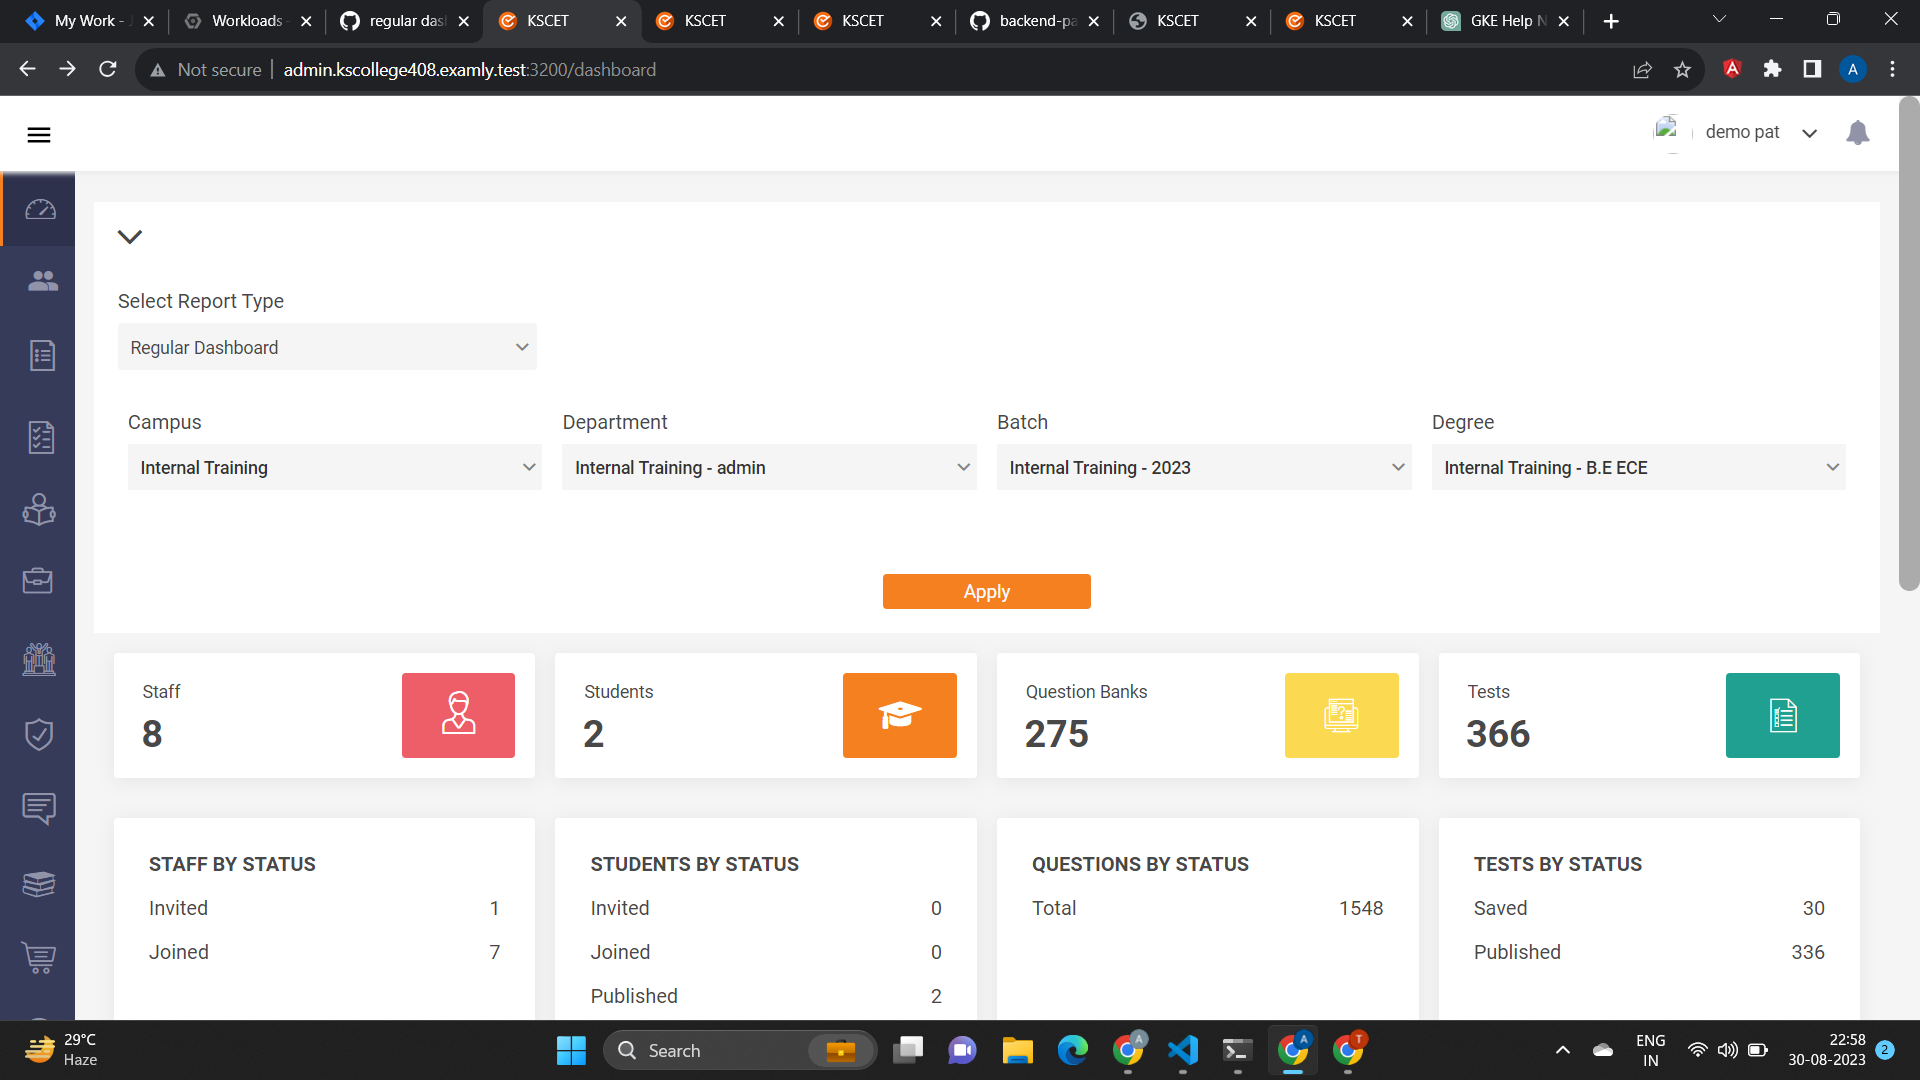 My Work - J
Workloads -
regular das
KSCET
KSCET
KSCET
backend-pa
KSCET
KSCET
GKE Help N
Not secure
admin.kscollege408.examly.test:3200/dashboard
A
demo pat
Select Report Type
Regular Dashboard
Campus
Department
Batch
Degree
Internal Training
Internal Training - admin
Internal Training - 2023
Internal Training - B.E ECE
Apply
Staff
8
Students
2
Question Banks
275
Tests
366
STAFF BY STATUS
Invited 1
Joined 7
STUDENTS BY STATUS
Invited 0
Joined 0
Published 2
QUESTIONS BY STATUS
Total 1548
TESTS BY STATUS
Saved 30
Published 336
29°C
Haze
Search
A
A
T
ENG
IN
22:58
30-08-2023
2